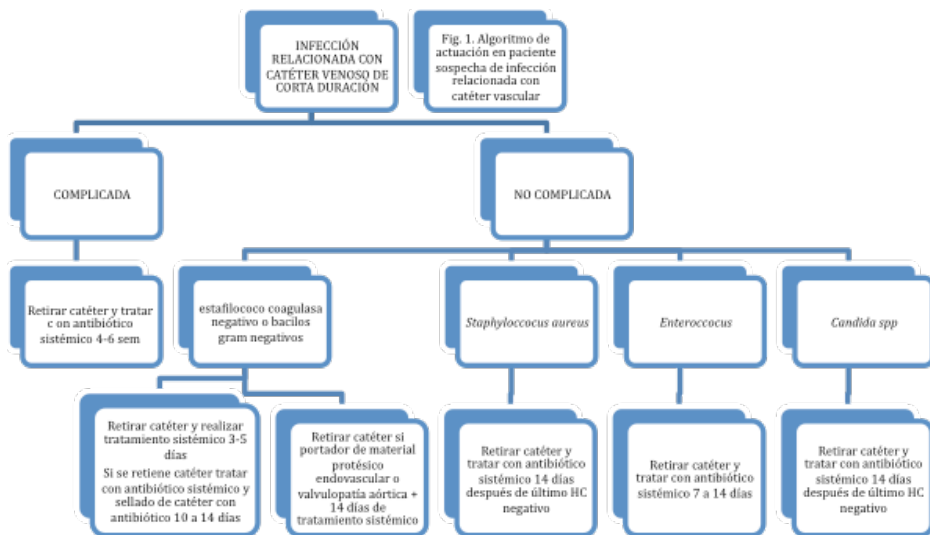 INFECCIÓN
RELACIONADA CON
CATÉTER VENOSO DE
CORTA DURACIÓN
Fig. 1. Algoritmo de
actuación en paciente
sospecha de infección
relacionada con
catéter vascular
COMPLICADA
NO COMPLICADA
Retirar catéter y tratar
c on antibiótico
sistémico 4-6 sem
estafilococo coagulasa
negativo o bacilos
gram negativos
Staphyloccocus aureus
Enteroccocus
Candida spp
Retirar catéter y realizar
tratamiento sistémico 3-5
días
Si se retiene catéter tratar
con antibiótico sistémico y
sellado de catéter con
antibiótico 10 a 14 días
Retirar catéter si
portador de material
protésico
endovascular o
valvulopatía aórtica +
14 días de
tratamiento sistémico
Retirar catéter y
tratar con antibiótico
sistémico 14 días
después de último HC
negativo
Retirar catéter y
tratar con antibiótico
sistémico 7 a 14 días
Retirar catéter y
tratar con antibiótico
sistémico 14 días
después de último HC
negativo